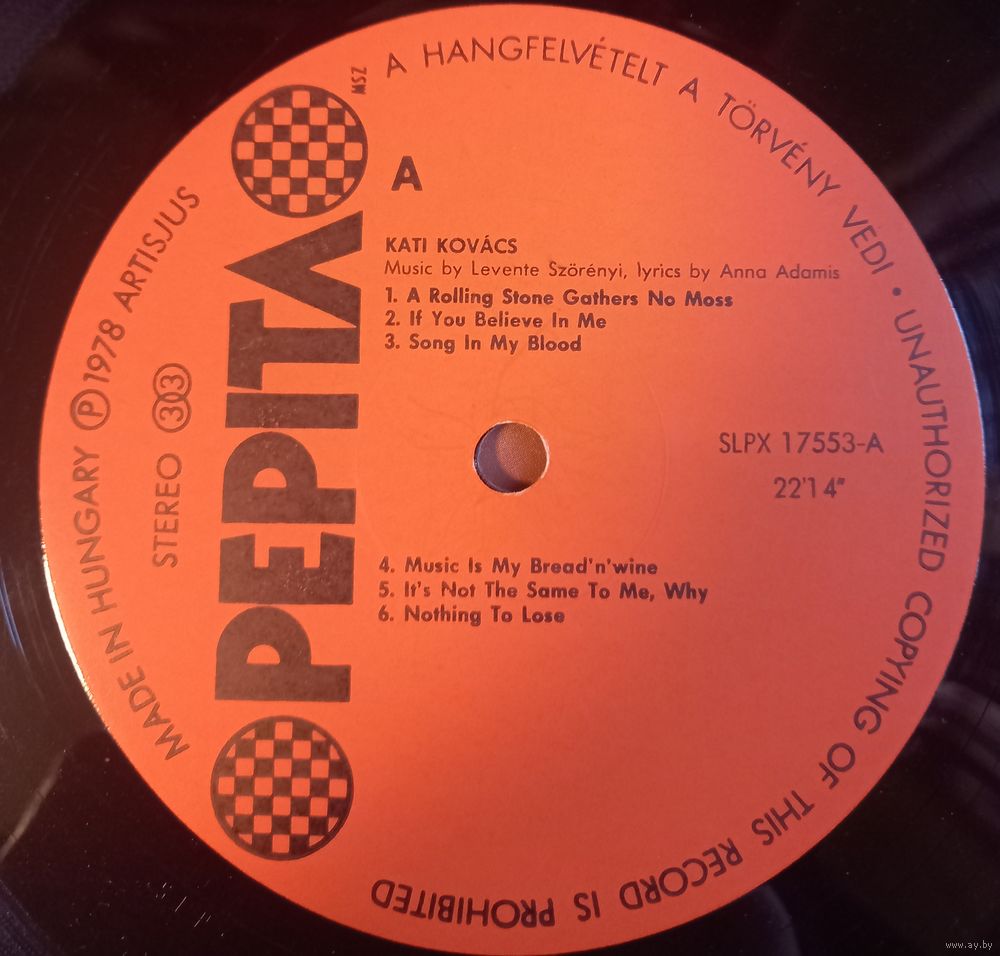 A HANGFELVÉTELT A TÖRVÉNY VÉDI • UNAUTHORIZED COPYING OF THIS RECORD IS PROHIBITED
MADE IN HUNGARY Ⓟ 1978 ARTISJUS
STEREO 33
PEPITA
MSZ
A
KATI KOVÁCS
Music by Levente Szörényi, lyrics by Anna Adamis
1. A Rolling Stone Gathers No Moss
2. If You Believe In Me
3. Song In My Blood
SLPX 17553-A
22'14"
4. Music Is My Bread'n'wine
5. It's Not The Same To Me, Why
6. Nothing To Lose
www.ay.by